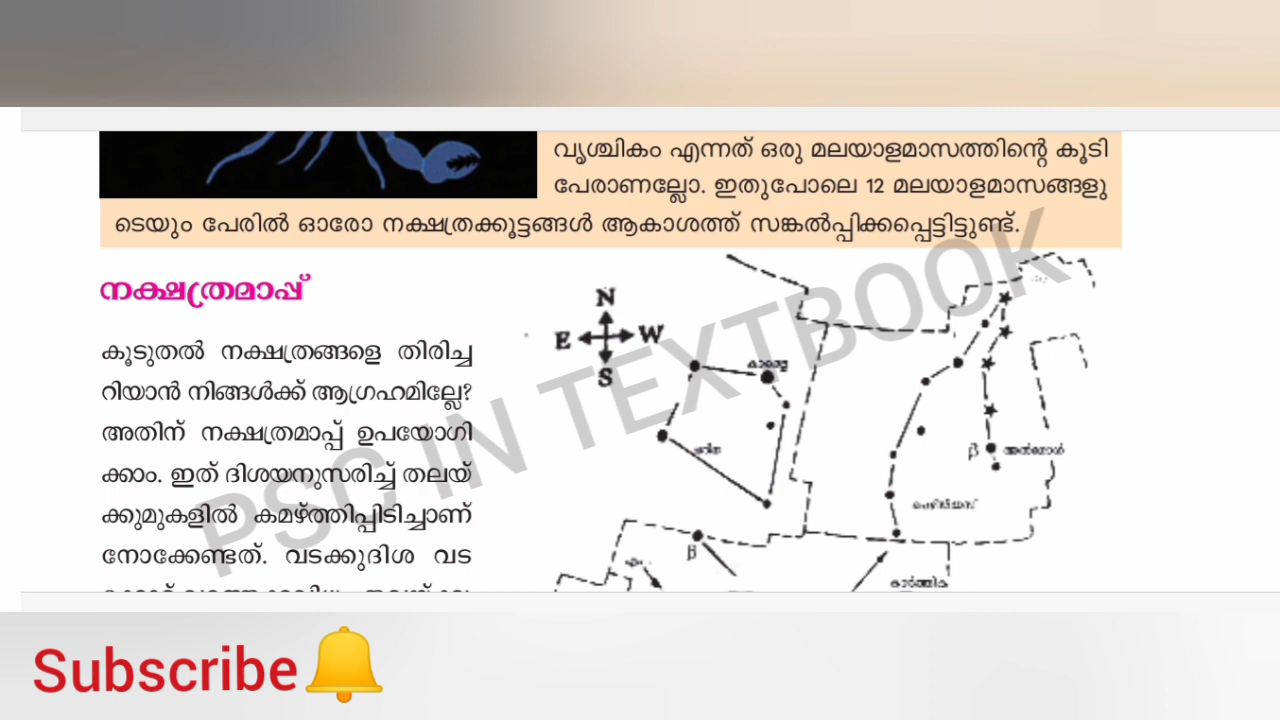 വൃശ്ചികം എന്നത് ഒരു മലയാളമാസത്തിന്റെ കൂടി
പേരാണല്ലോ. ഇതുപോലെ 12 മലയാളമാസങ്ങളു
ടെയും പേരിൽ ഓരോ നക്ഷത്രക്കൂട്ടങ്ങൾ ആകാശത്ത് സങ്കൽപ്പിക്കപ്പെട്ടിട്ടുണ്ട്.
നക്ഷത്രമാപ്പ്
കൂടുതൽ നക്ഷത്രങ്ങളെ തിരിച്ച
റിയാൻ നിങ്ങൾക്ക് ആഗ്രഹമില്ലേ?
അതിന് നക്ഷത്രമാപ്പ് ഉപയോഗി
ക്കാം. ഇത് ദിശയനുസരിച്ച് തലയ്
ക്കുമുകളിൽ കമഴ്ത്തിപ്പിടിച്ചാണ്
നോക്കേണ്ടത്. വടക്കുദിശ വട
N
E W
S
β അൽഗോൾ
β
കാർത്തിക
PSC IN TEXTBOOK
Subscribe